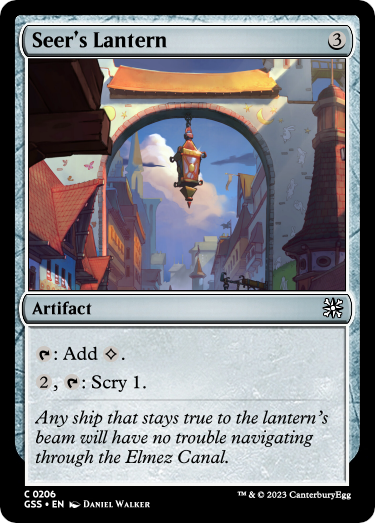 Seer's Lantern 3
Artifact
: Add .
2, : Scry 1.
Any ship that stays true to the lantern's
beam will have no trouble navigating
through the Elmez Canal.
C 0206
GSS • EN DANIEL WALKER
™ & © 2023 CanterburyEgg